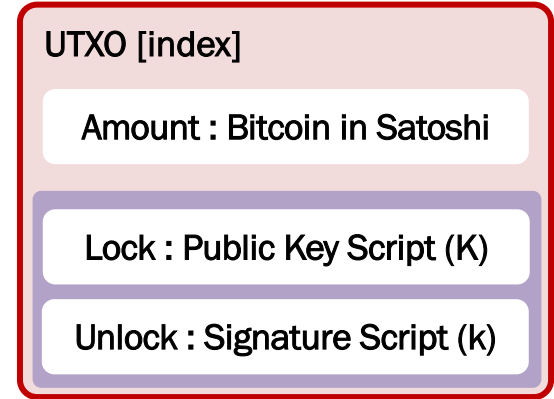 UTXO [index]
Amount : Bitcoin in Satoshi
Lock : Public Key Script (K)
Unlock : Signature Script (k)